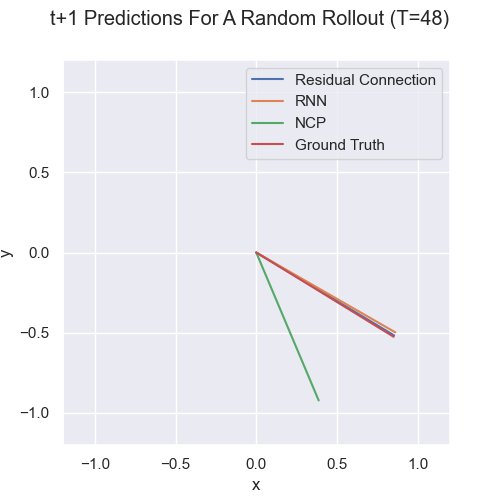 t+1 Predictions For A Random Rollout (T=48)
Residual Connection
RNN
NCP
Ground Truth
1.0
0.5
0.0
−0.5
−1.0
y
−1.0 −0.5 0.0 0.5 1.0
x